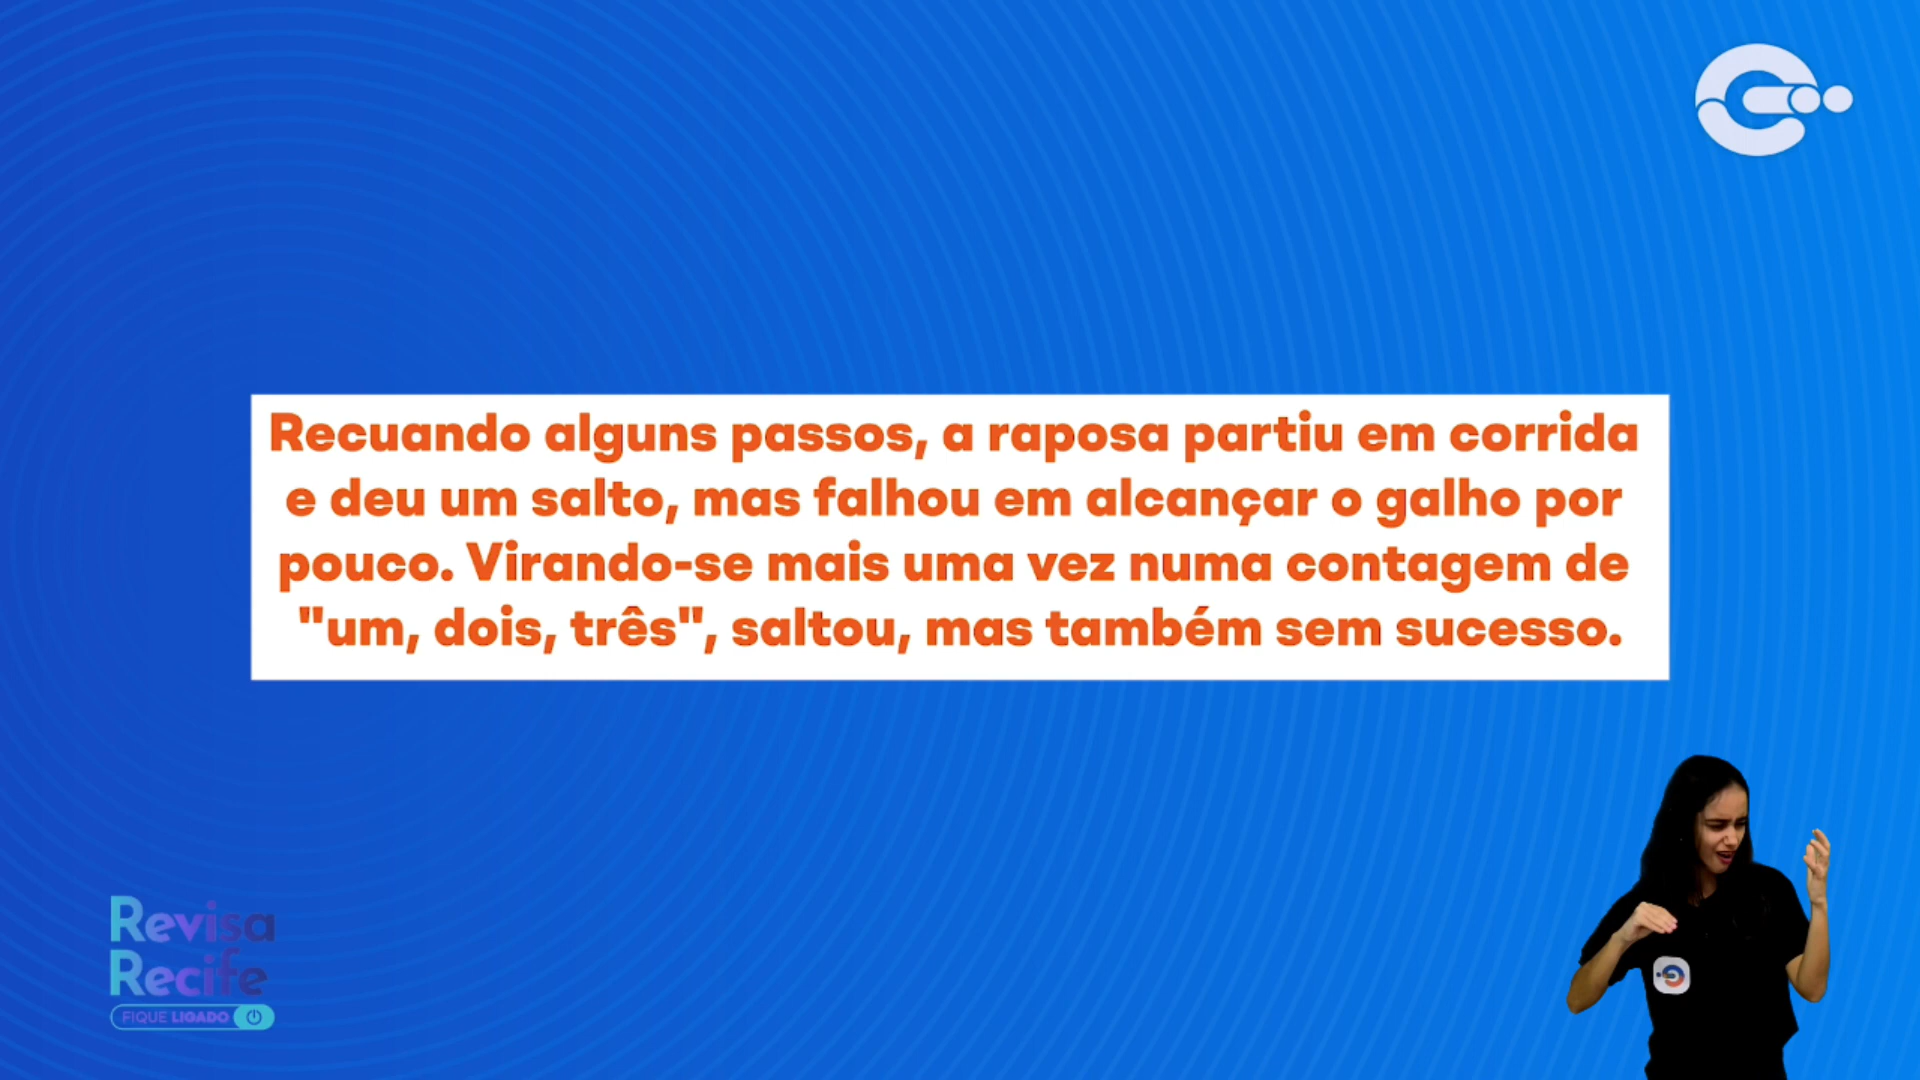 Recuando alguns passos, a raposa partiu em corrida
e deu um salto, mas falhou em alcançar o galho por
pouco. Virando-se mais uma vez numa contagem de
"um, dois, três", saltou, mas também sem sucesso.
Revisa
Recife
FIQUE LIGADO